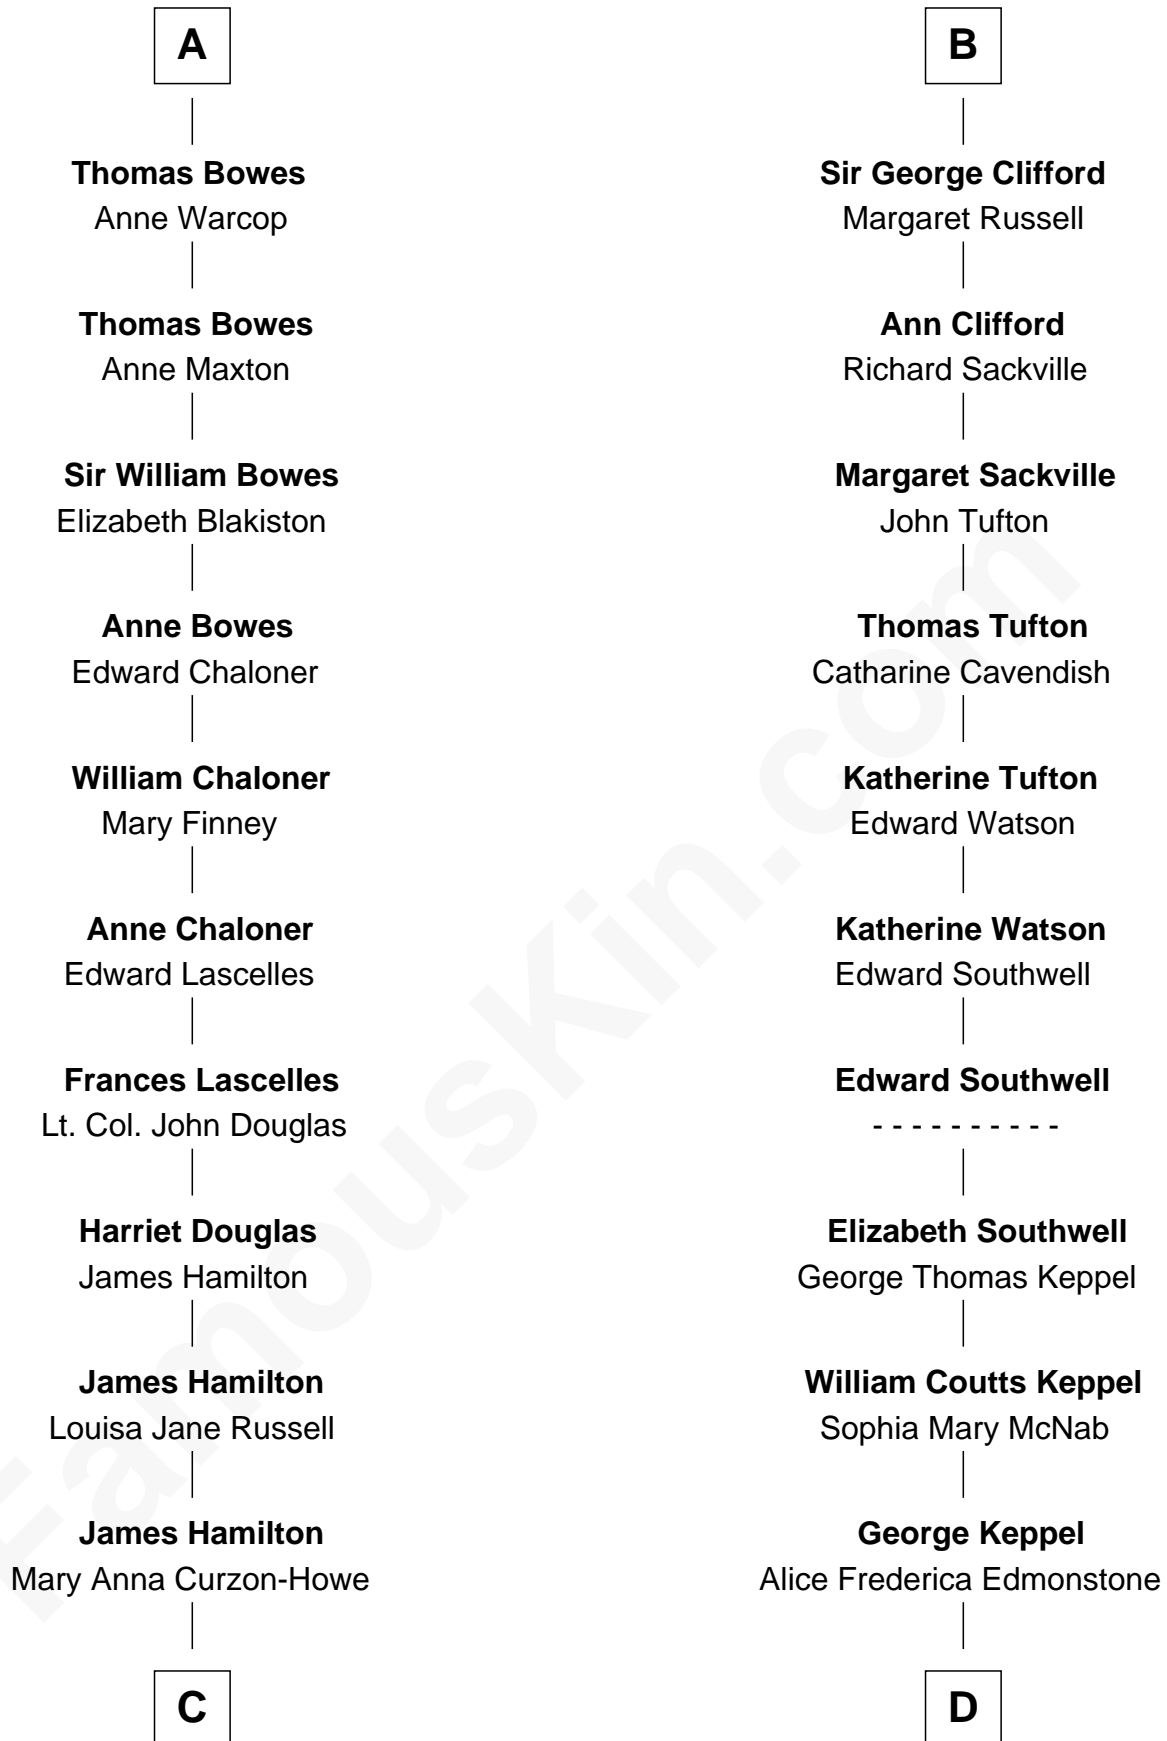 A
Thomas Bowes
Anne Warcop
Thomas Bowes
Anne Maxton
Sir William Bowes
Elizabeth Blakiston
Anne Bowes
Edward Chaloner
William Chaloner
Mary Finney
Anne Chaloner
Edward Lascelles
Frances Lascelles
Lt. Col. John Douglas
Harriet Douglas
James Hamilton
James Hamilton
Louisa Jane Russell
James Hamilton
Mary Anna Curzon-Howe
C
B
Sir George Clifford
Margaret Russell
Ann Clifford
Richard Sackville
Margaret Sackville
John Tufton
Thomas Tufton
Catharine Cavendish
Katherine Tufton
Edward Watson
Katherine Watson
Edward Southwell
Edward Southwell
- - - - - - - - - -
Elizabeth Southwell
George Thomas Keppel
William Coutts Keppel
Sophia Mary McNab
George Keppel
Alice Frederica Edmonstone
D
FamousKin.com